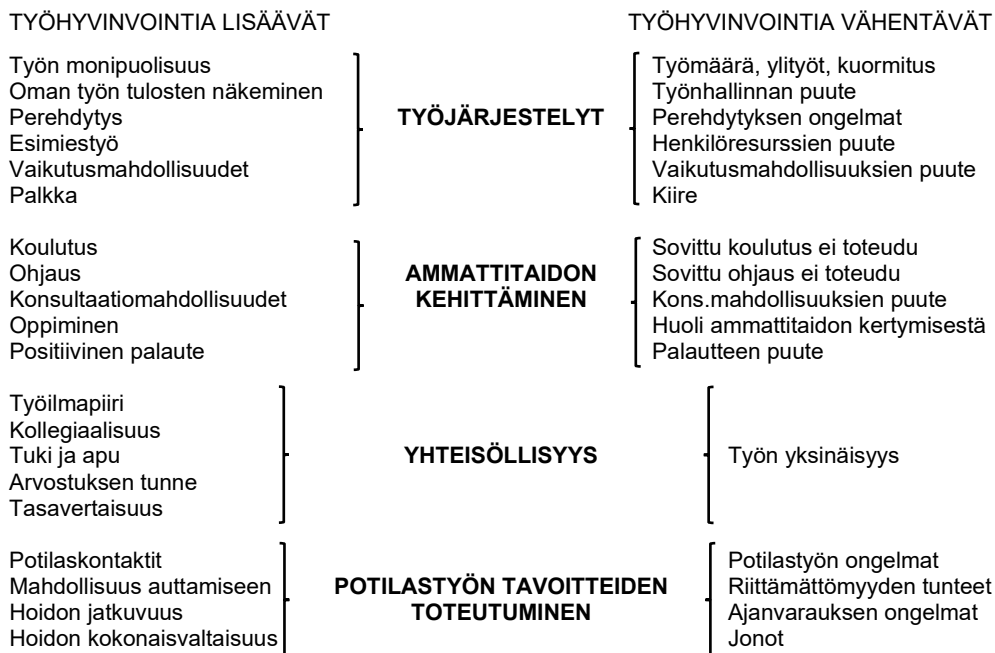 TYÖHYVINVOINTIA LISÄÄVÄT
TYÖHYVINVOINTIA VÄHENTÄVÄT
Työn monipuolisuus
Oman työn tulosten näkeminen
Perehdytys
Esimiestyö
Vaikutusmahdollisuudet
Palkka
TYÖJÄRJESTELYT
Työmäärä, ylityöt, kuormitus
Työnhallinnan puute
Perehdytyksen ongelmat
Henkilöresurssien puute
Vaikutusmahdollisuuksien puute
Kiire
Koulutus
Ohjaus
Konsultaatiomahdollisuudet
Oppiminen
Positiivinen palaute
AMMATTITAIDON
KEHITTÄMINEN
Sovittu koulutus ei toteudu
Sovittu ohjaus ei toteudu
Kons.mahdollisuuksien puute
Huoli ammattitaidon kertymisestä
Palautteen puute
Työilmapiiri
Kollegiaalisuus
Tuki ja apu
Arvostuksen tunne
Tasavertaisuus
YHTEISÖLLISYYS
Työn yksinäisyys
Potilaskontaktit
Mahdollisuus auttamiseen
Hoidon jatkuvuus
Hoidon kokonaisvaltaisuus
POTILASTYÖN TAVOITTEIDEN
TOTEUTUMINEN
Potilastyön ongelmat
Riittämättömyyden tunteet
Ajanvarauksen ongelmat
Jonot